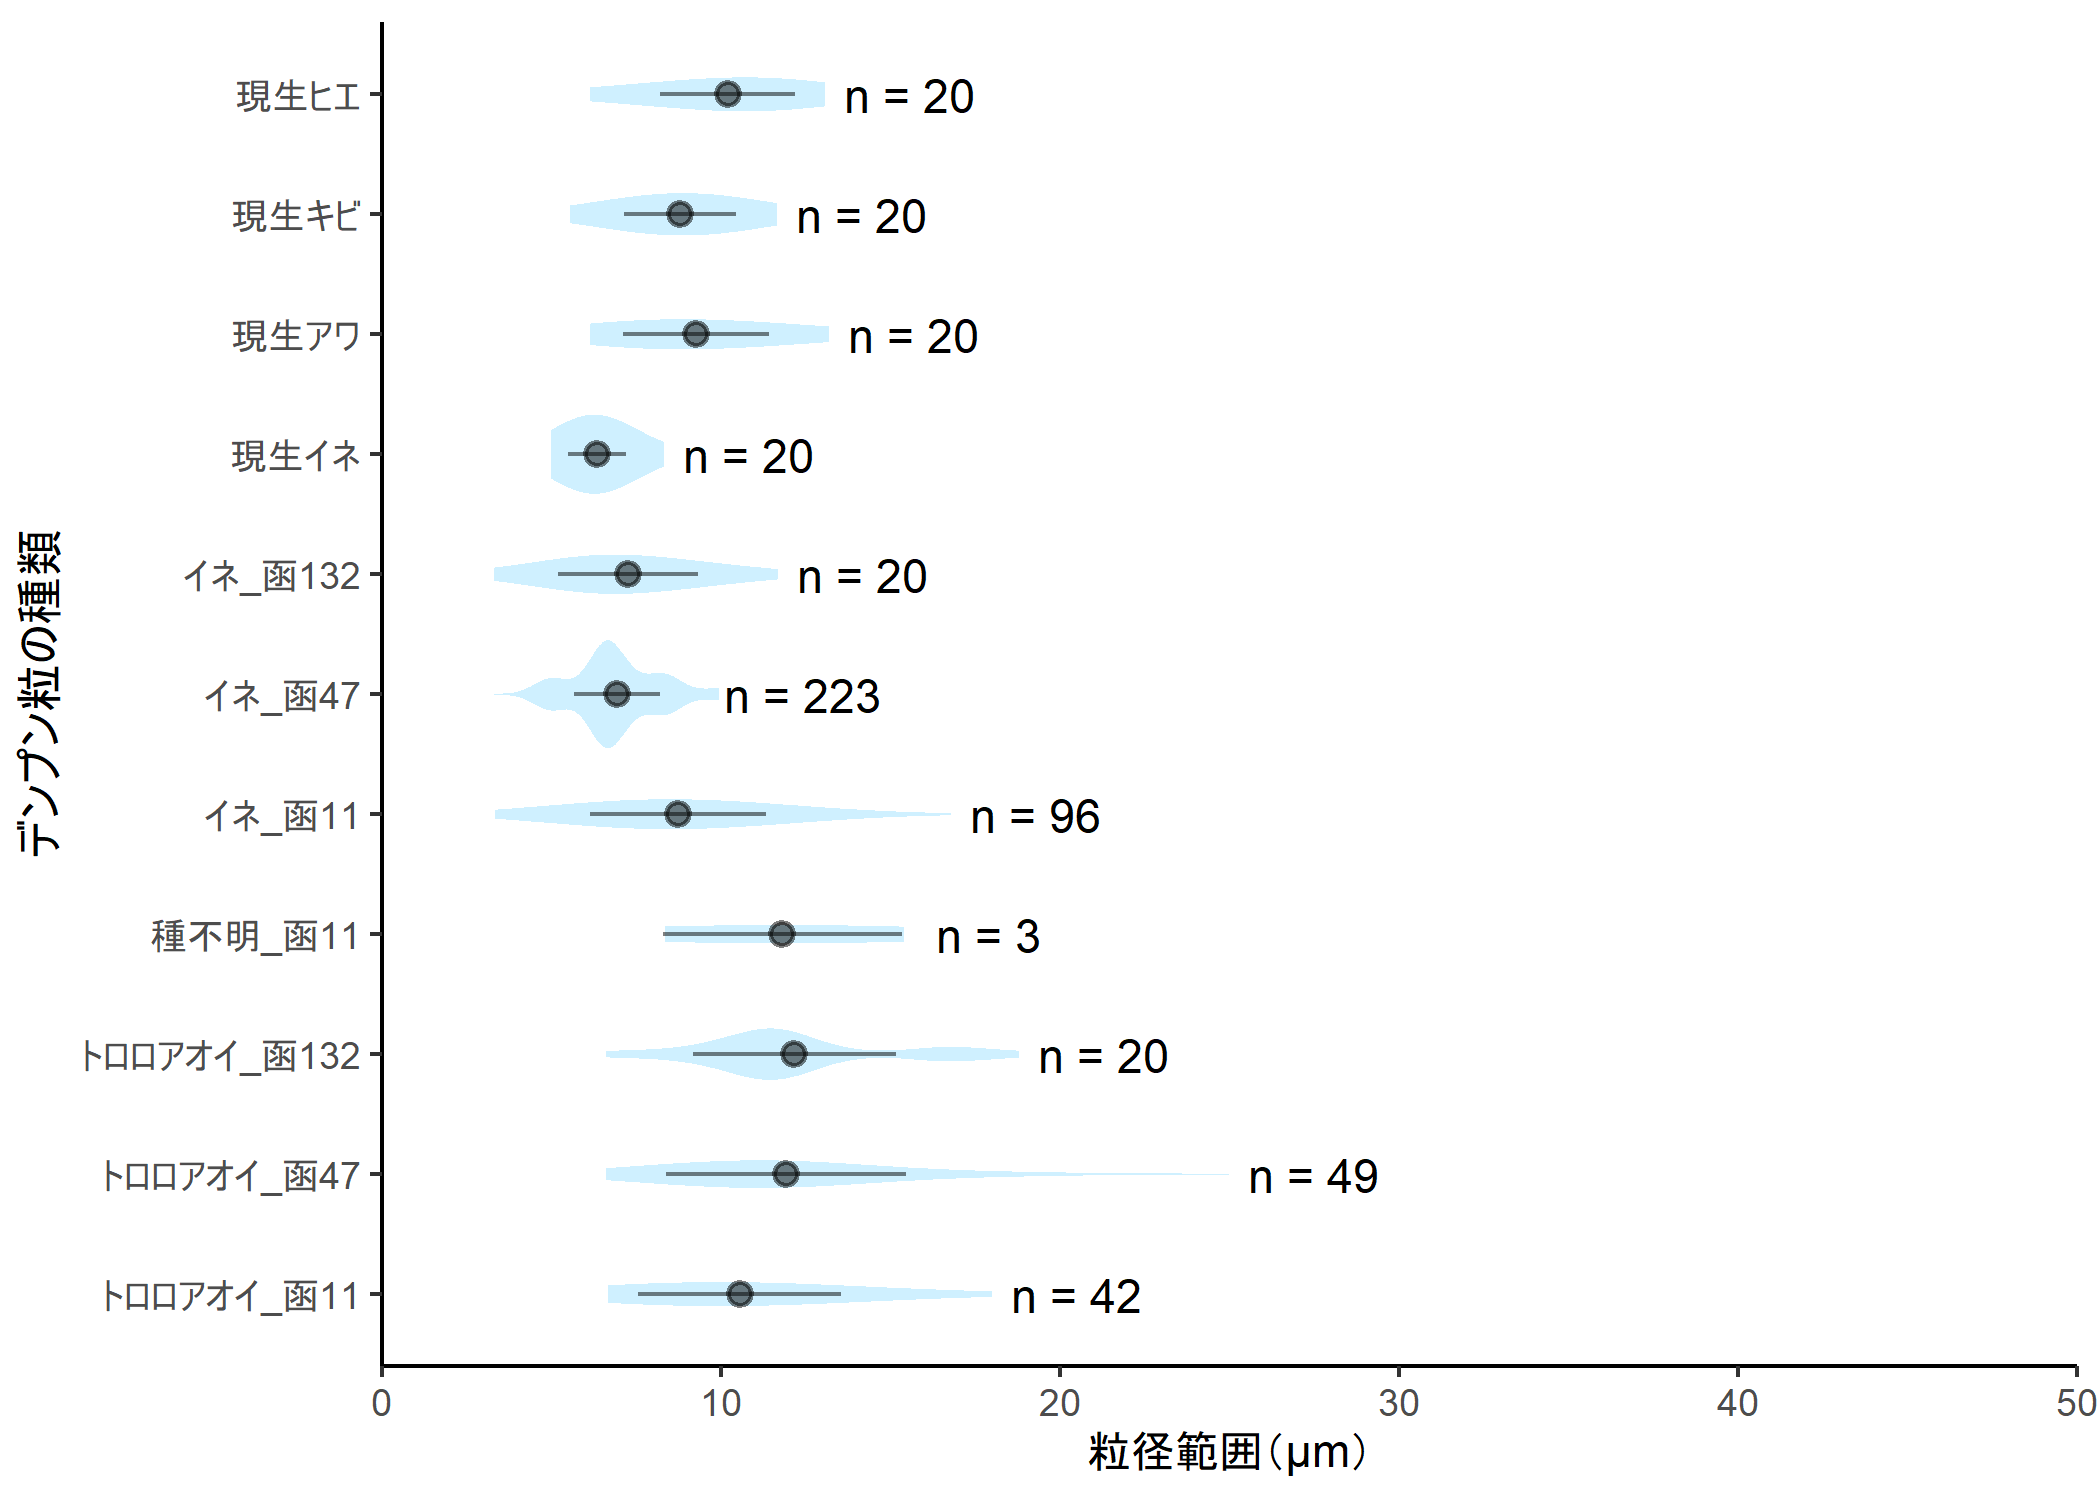 現生ヒエ
n = 20
現生キビ
n = 20
現生アワ
n = 20
現生イネ
n = 20
イネ_函132
n = 20
イネ_函47
n = 223
イネ_函11
n = 96
種不明_函11
n = 3
トロロアオイ_函132
n = 20
トロロアオイ_函47
n = 49
トロロアオイ_函11
n = 42
デンプン粒の種類
0 10 20 30 40 50
粒径範囲（μm）